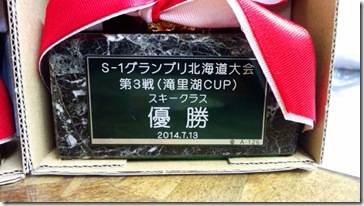 S-1グランプリ北海道大会
第3戦(滝里湖CUP)
スキークラス
優勝
2014.7.13
A-126